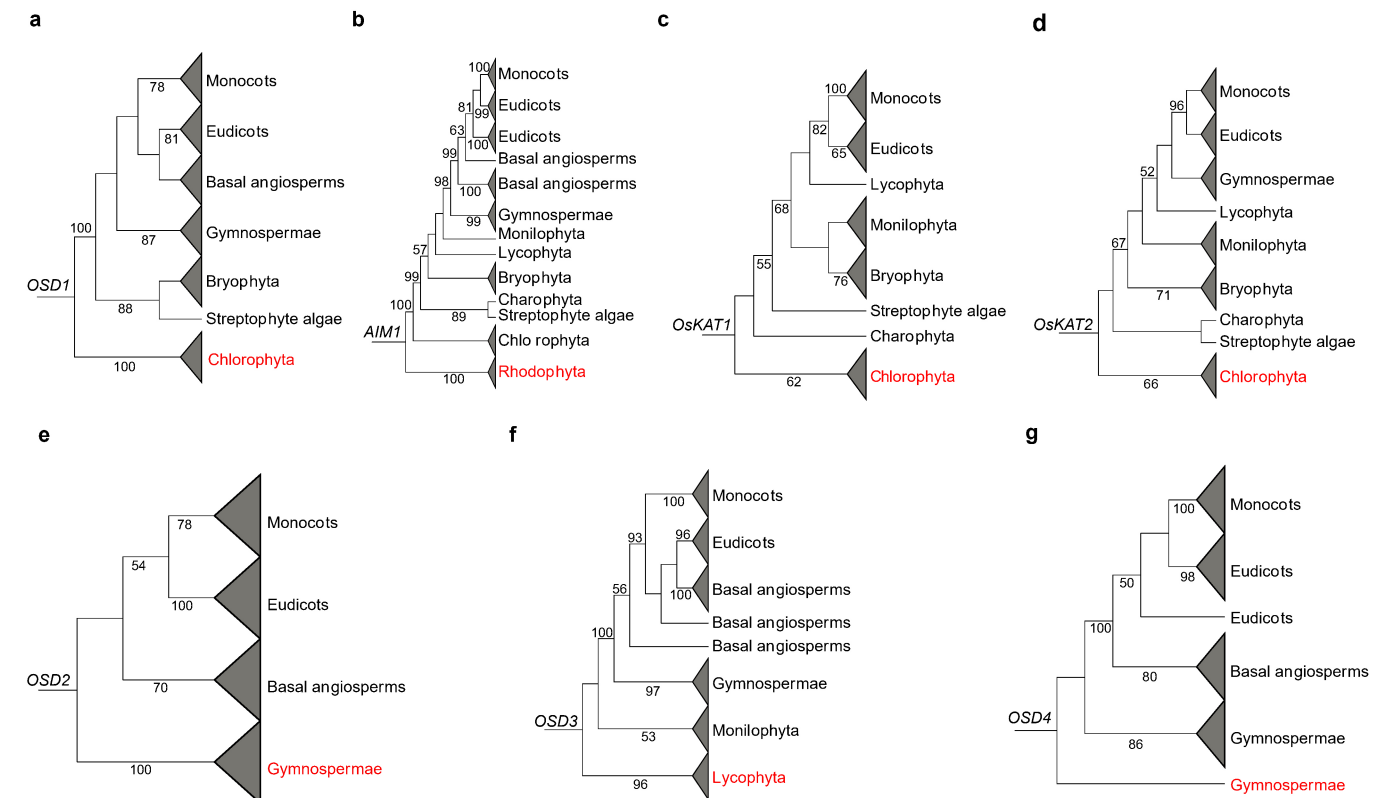 a
78
Monocots
81
Eudicots
Basal angiosperms
100
87
Gymnospermae
OSD1
Bryophyta
88
Streptophyte algae
100
Chlorophyta
b
100
Monocots
81
99
Eudicots
63
100
Eudicots
99
Basal angiosperms
98
100
Basal angiosperms
99
Gymnospermae
Monilophyta
57
Lycophyta
99
Bryophyta
100
Charophyta
89
Streptophyte algae
AIM1
Chlo rophyta
100
Rhodophyta
c
100
Monocots
82
65
Eudicots
Lycophyta
68
Monilophyta
55
76
Bryophyta
Streptophyte algae
OsKAT1
Charophyta
62
Chlorophyta
d
Monocots
96
Eudicots
52
Gymnospermae
Lycophyta
67
Monilophyta
71
Bryophyta
Charophyta
OsKAT2
Streptophyte algae
66
Chlorophyta
e
78
Monocots
54
100
Eudicots
OSD2
70
Basal angiosperms
100
Gymnospermae
f
100
Monocots
93
96
Eudicots
56
100
Basal angiosperms
Basal angiosperms
100
Basal angiosperms
97
Gymnospermae
OSD3
53
Monilophyta
96
Lycophyta
g
100
Monocots
50
98
Eudicots
Eudicots
100
80
Basal angiosperms
OSD4
86
Gymnospermae
Gymnospermae